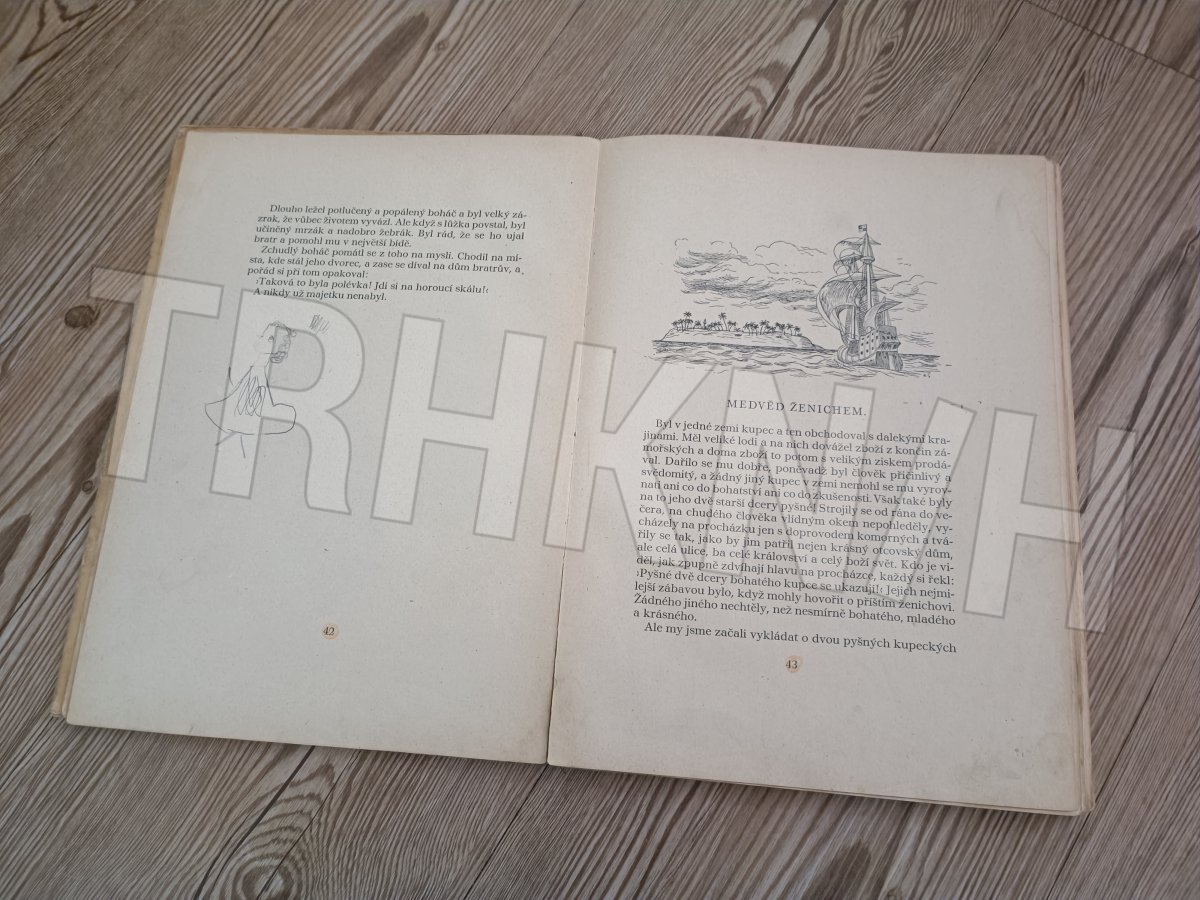 Dlouho ležel potlučený a popálený boháč a byl velký zá-
zrak, že vůbec životem vyvázl. Ale když s lůžka povstal, byl
učiněný mrzák a nadobro žebrák. Byl rád, že se ho ujal
bratr a pomohl mu v největší bídě.
Zchudlý boháč pomátl se z toho na mysli. Chodil na mí-
sta, kde stál jeho dvorec, a zase se díval na dům bratrův, a
pořád si při tom opakoval:
›Taková to byla polévka! Jdi si na horoucí skálu!‹
A nikdy už majetku nenabyl.
42
MEDVĚD ŽENICHEM.
Byl v jedné zemi kupec a ten obchodoval s dalekými kra-
jinami. Měl veliké lodi a na nich dovážel zboží z končin zá-
mořských a doma zboží to potom s velikým ziskem prodá-
val. Dařilo se mu dobře, poněvadž byl člověk přičinlivý a
svědomitý, a žádný jiný kupec v zemi nemohl se mu vyrov-
nati ani co do bohatství ani co do zkušenosti. Však také byly
na to jeho dvě starší dcery pyšné! Strojily se od rána do ve-
čera, na chudého člověka vlídným okem nepohleděly, vy-
cházely na procházku jen s doprovodem komorných a tvá-
řily se tak, jako by jim patřil nejen krásný otcovský dům,
ale celá ulice, ba celé království a celý boží svět. Kdo je vi-
děl, jak zpupně zdvíhají hlavu na procházce, každý si řekl:
›Pyšné dvě dcery bohatého kupce se ukazují!‹ Jejich nejmi-
lejší zábavou bylo, když mohly hovořit o příštím ženichovi.
Žádného jiného nechtěly, než nesmírně bohatého, mladého
a krásného.
Ale my jsme začali vykládat o dvou pyšných kupeckých
43
TRHKNIH